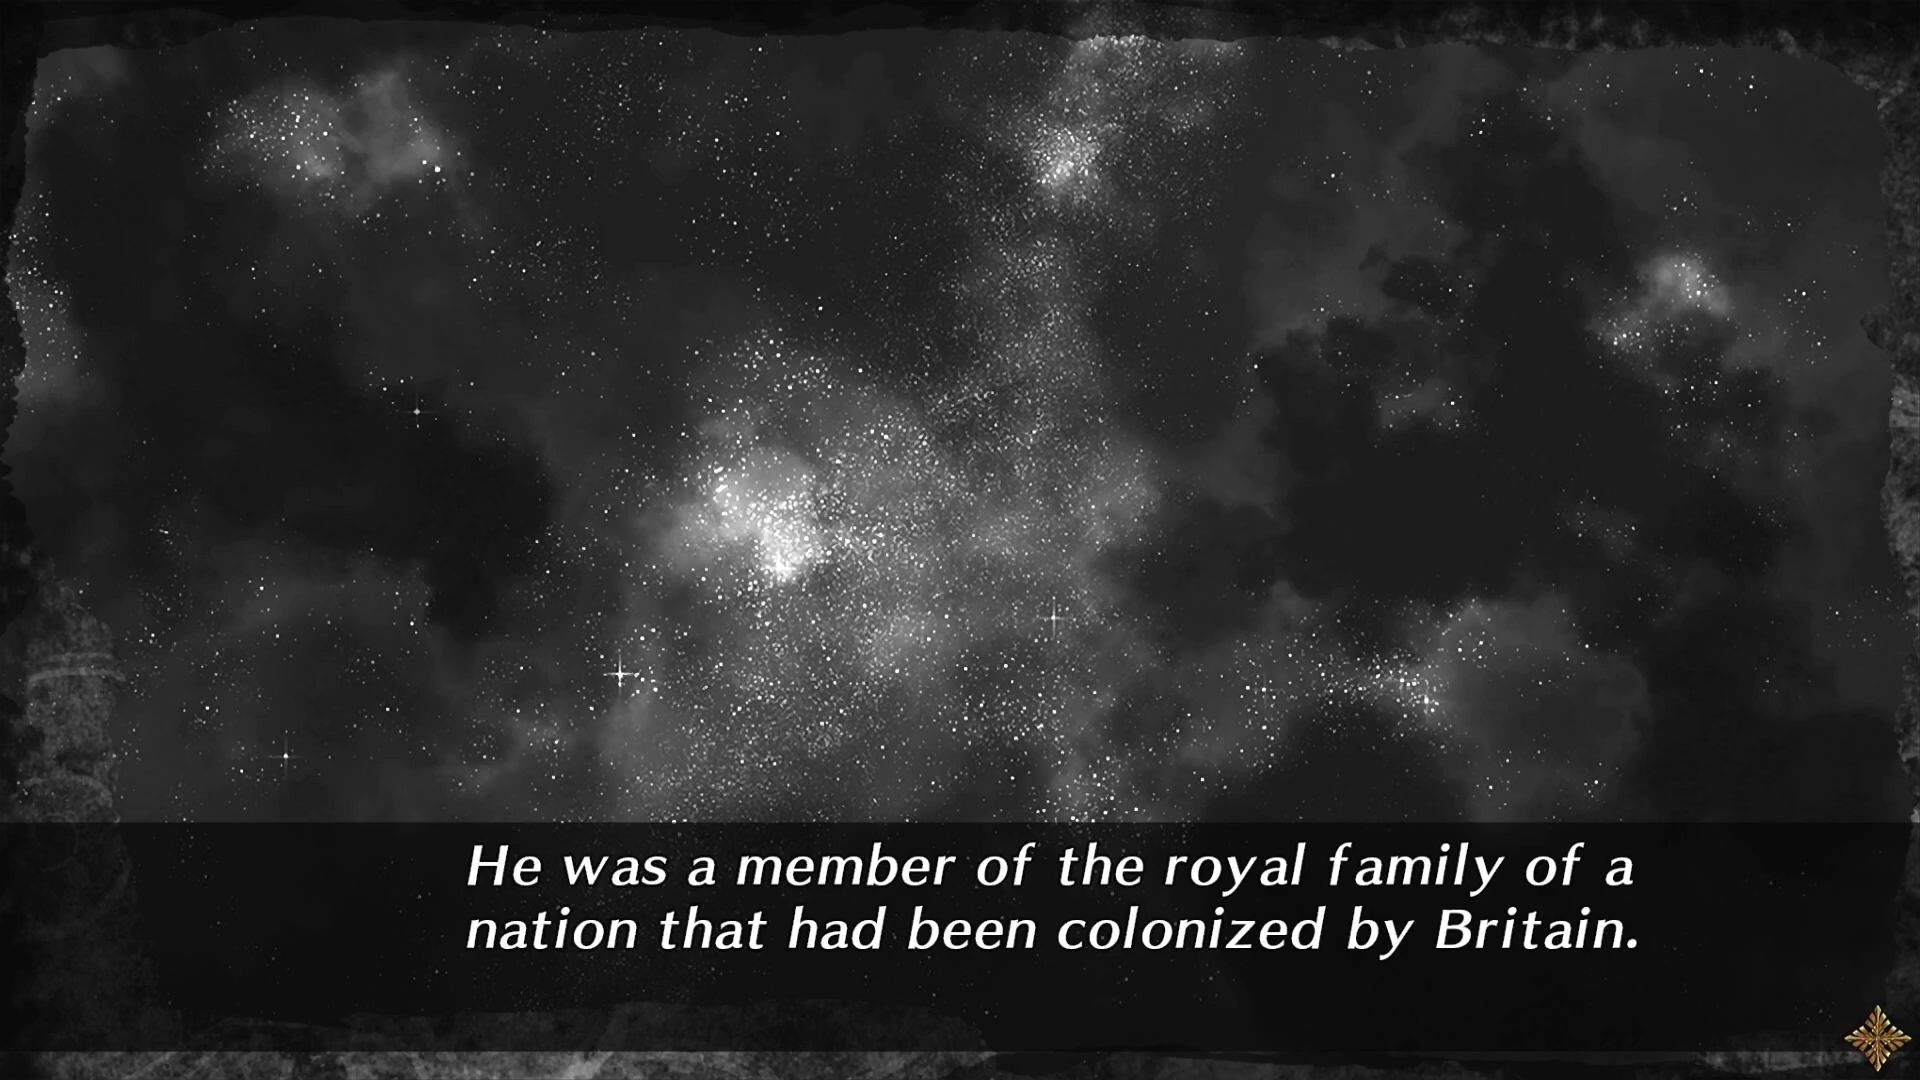 He was a member of the royal family of a
nation that had been colonized by Britain.